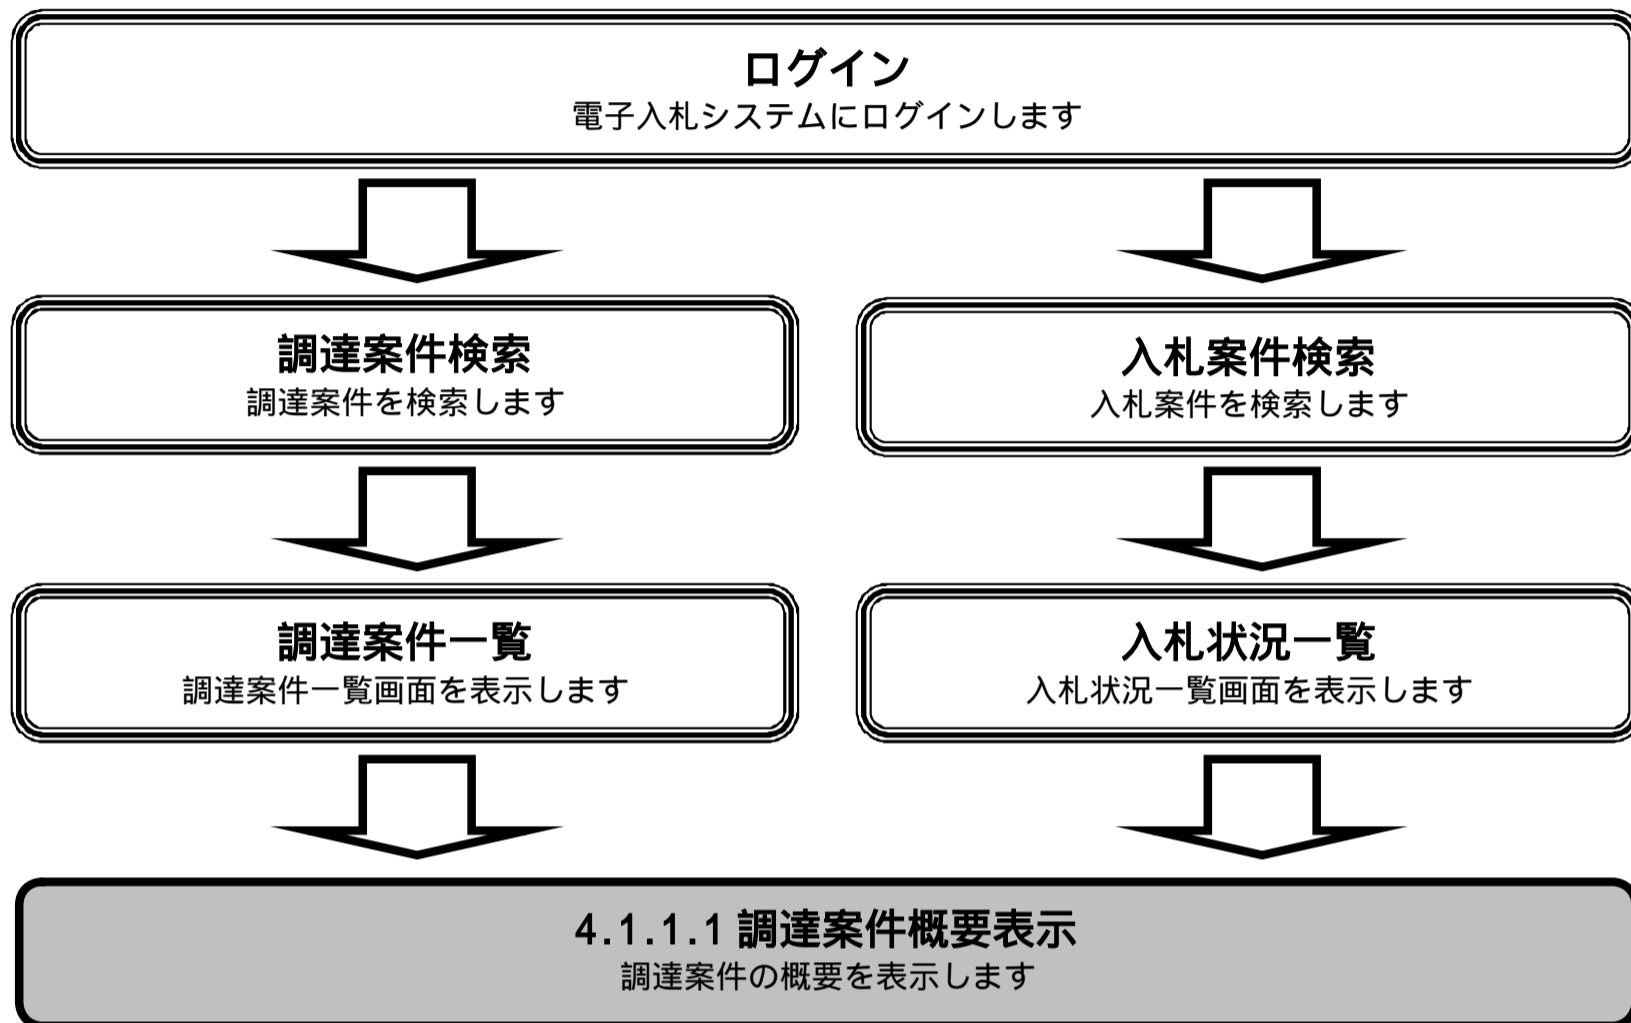 ログイン
電子入札システムにログインします
調達案件検索
調達案件を検索します
入札案件検索
入札案件を検索します
調達案件一覧
調達案件一覧画面を表示します
入札状況一覧
入札状況一覧画面を表示します
4.1.1.1 調達案件概要表示
調達案件の概要を表示します